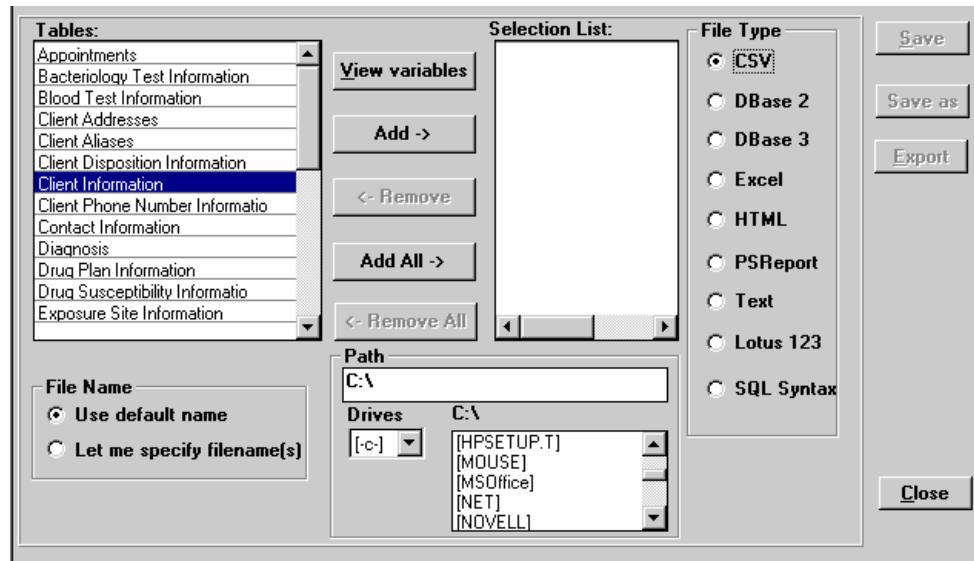 Tables:
Appointments
Bacteriology Test Information
Blood Test Information
Client Addresses
Client Aliases
Client Disposition Information
Client Information
Client Phone Number Informatio
Contact Information
Diagnosis
Drug Plan Information
Drug Susceptibility Informatio
Exposure Site Information
View variables
Add ->
<- Remove
Add All ->
<- Remove All
Selection List:
File Type
CSV
DBase 2
DBase 3
Excel
HTML
PSReport
Text
Lotus 123
SQL Syntax
Save
Save as
Export
File Name
Use default name
Let me specify filename(s)
Path
C:\
Drives
C:\
[-c-]
[HPSETUP.T]
[MOUSE]
[MSOffice]
[NET]
[NOVELL]
Close